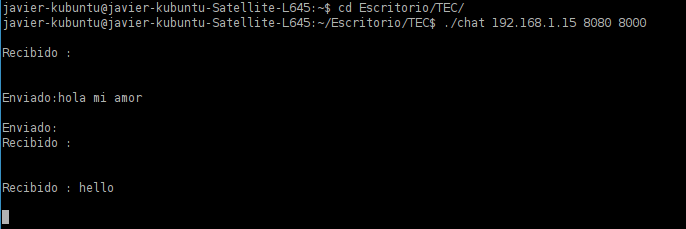 javier-kubuntu@javier-kubuntu-Satellite-L645:~$ cd Escritorio/TEC/
javier-kubuntu@javier-kubuntu-Satellite-L645:~/Escritorio/TEC$ ./chat 192.168.1.15 8080 8000
Recibido :
Enviado:hola mi amor
Enviado:
Recibido :
Recibido : hello